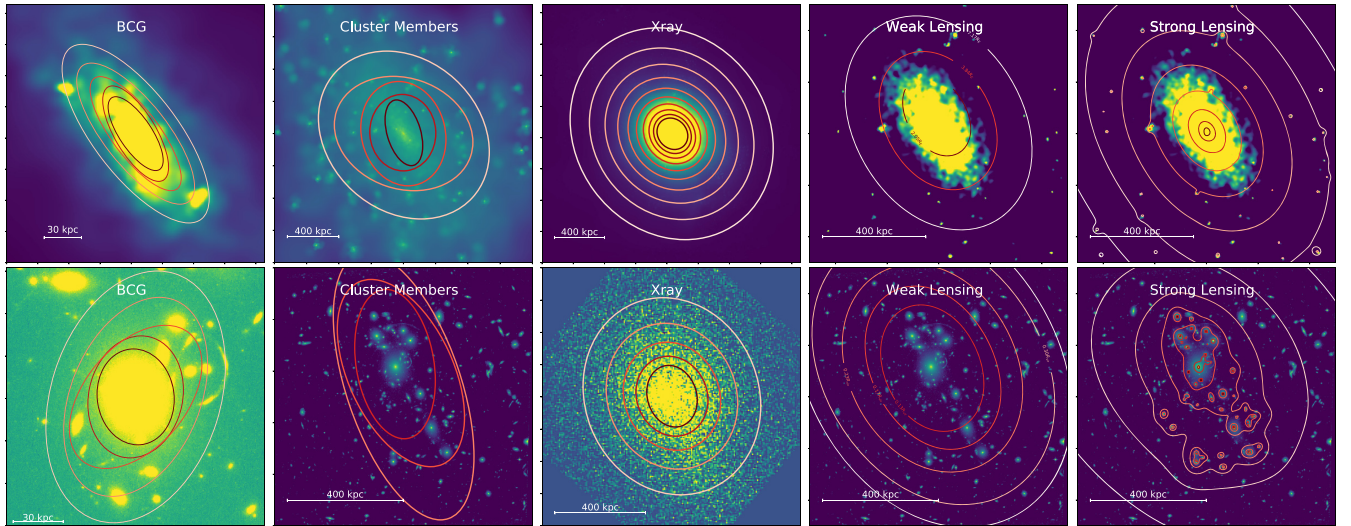 BCG
Cluster Members
Xray
Weak Lensing
Strong Lensing
30 kpc
400 kpc
400 kpc
400 kpc
400 kpc
BCG
Cluster Members
Xray
Weak Lensing
Strong Lensing
30 kpc
400 kpc
400 kpc
400 kpc
400 kpc